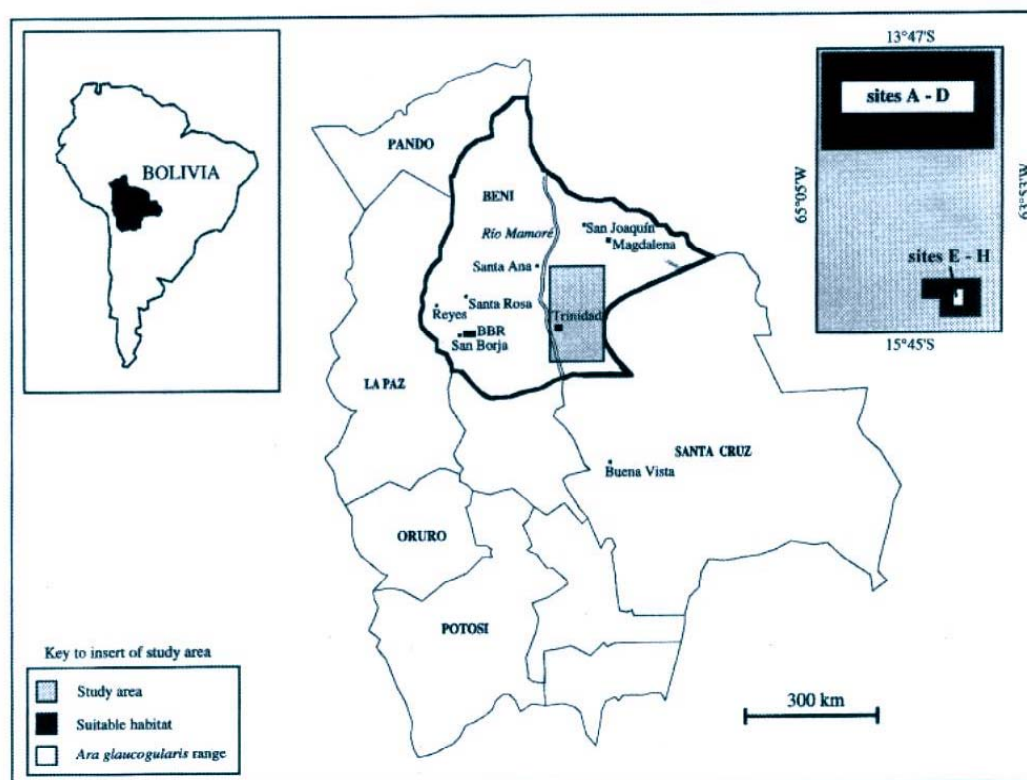 BOLIVIA
PANDO
BENI
Río Mamoré
San Joaquín
Magdalena
Santa Ana
Santa Rosa
Reyes
Trinidad
BBR
San Borja
LA PAZ
SANTA CRUZ
Buena Vista
ORURO
POTOSI
13°47'S
sites A - D
65°05'W
63°53'W
sites E - H
15°45'S
Key to insert of study area
Study area
Suitable habitat
Ara glaucogularis range
300 km